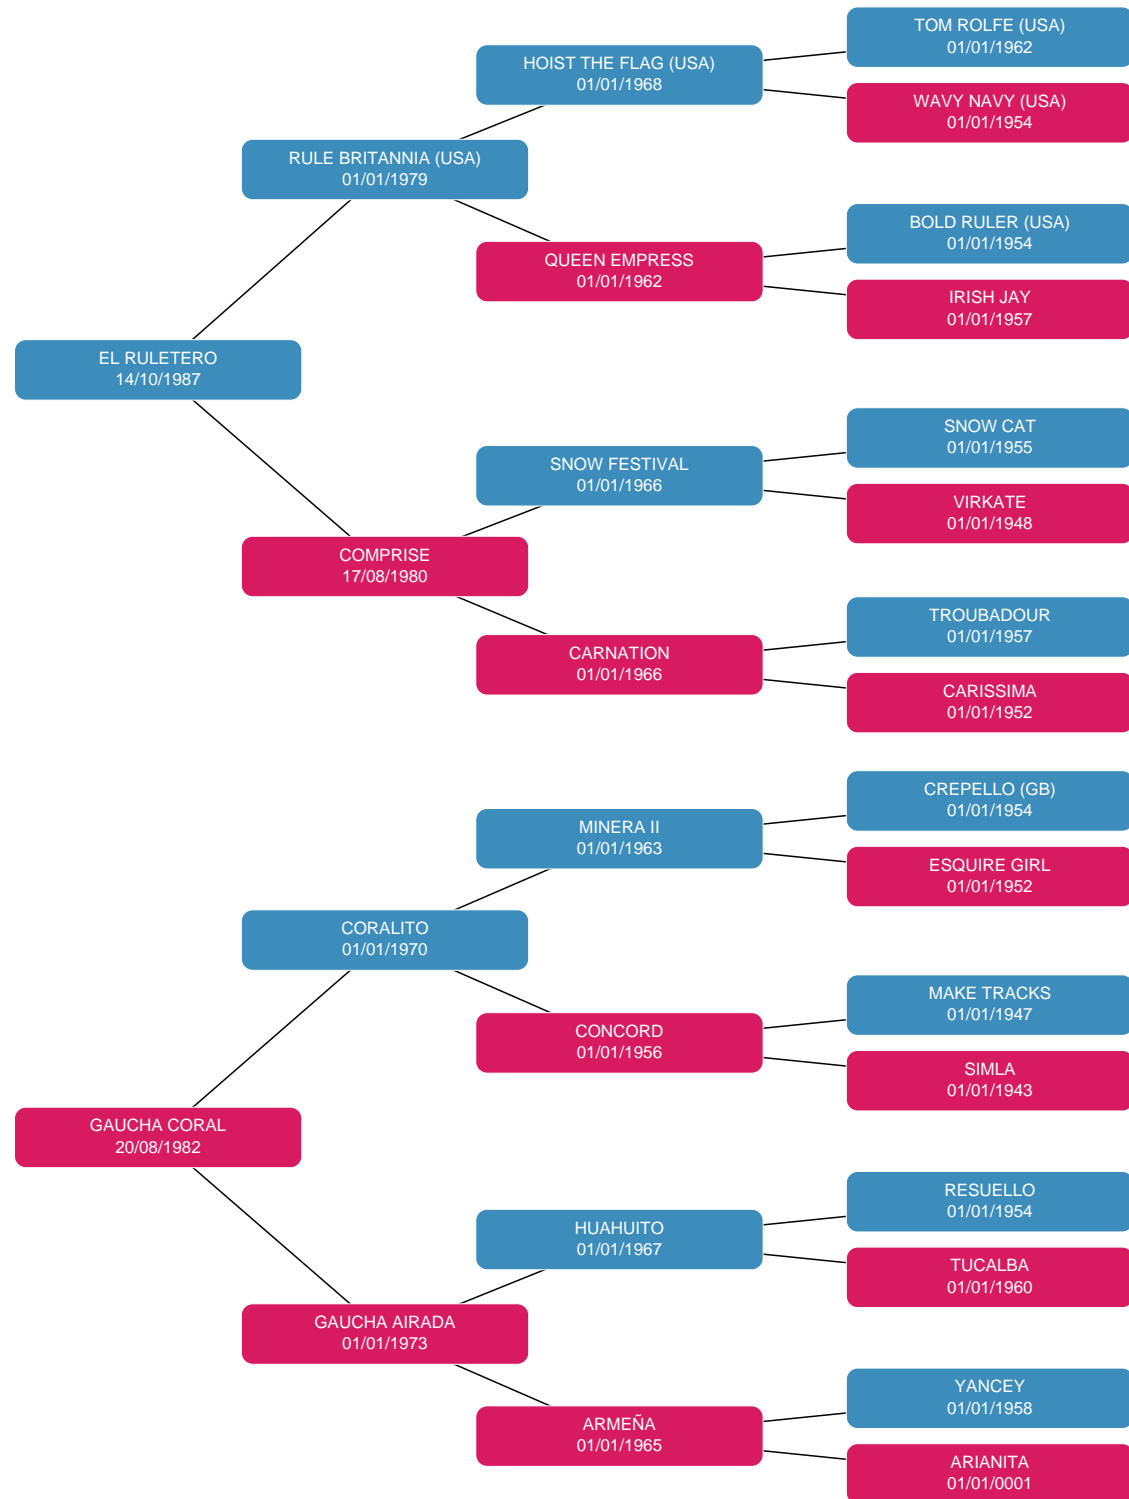 TOM ROLFE (USA)
01/01/1962
HOIST THE FLAG (USA)
01/01/1968
WAVY NAVY (USA)
01/01/1954
RULE BRITANNIA (USA)
01/01/1979
BOLD RULER (USA)
01/01/1954
QUEEN EMPRESS
01/01/1962
IRISH JAY
01/01/1957
EL RULETERO
14/10/1987
SNOW CAT
01/01/1955
SNOW FESTIVAL
01/01/1966
VIRKATE
01/01/1948
COMPRISE
17/08/1980
TROUBADOUR
01/01/1957
CARNATION
01/01/1966
CARISSIMA
01/01/1952
CREPELLO (GB)
01/01/1954
MINERA II
01/01/1963
ESQUIRE GIRL
01/01/1952
CORALITO
01/01/1970
MAKE TRACKS
01/01/1947
CONCORD
01/01/1956
SIMLA
01/01/1943
GAUCHA CORAL
20/08/1982
RESUELLO
01/01/1954
HUAHUITO
01/01/1967
TUCALBA
01/01/1960
GAUCHA AIRADA
01/01/1973
YANCEY
01/01/1958
ARMEÑA
01/01/1965
ARIANITA
01/01/0001